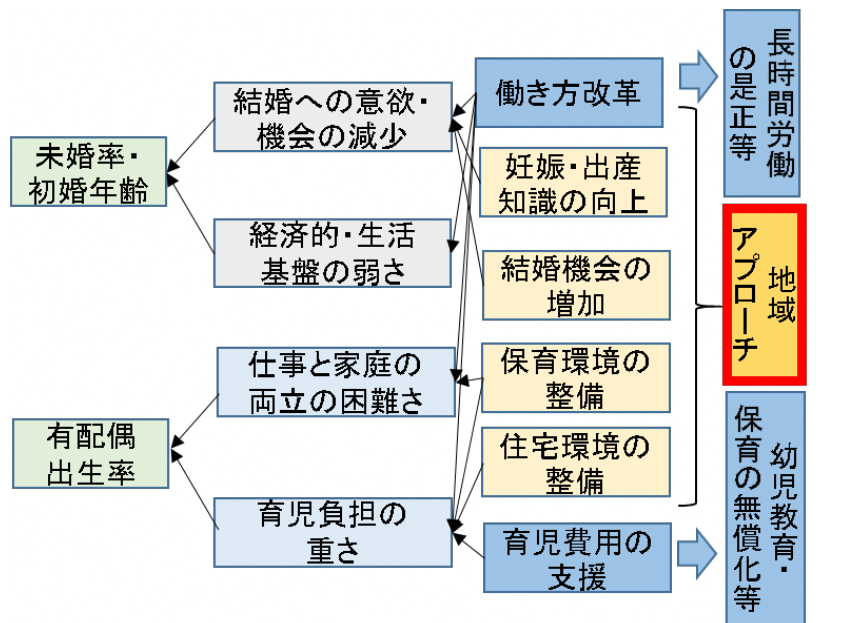 未婚率・
初婚年齢
有配偶
出生率
結婚への意欲・
機会の減少
経済的・生活
基盤の弱さ
仕事と家庭の
両立の困難さ
育児負担の
重さ
働き方改革
妊娠・出産
知識の向上
結婚機会の
増加
保育環境の
整備
住宅環境の
整備
育児費用の
支援
長時間労働
の是正等
地域
アプローチ
幼児教育・
保育の無償化等